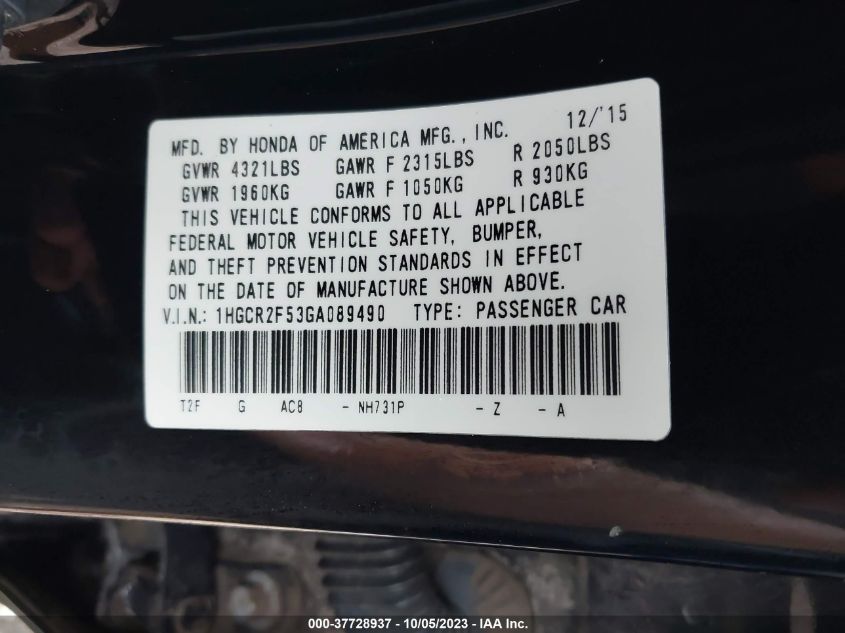 MFD. BY HONDA OF AMERICA MFG., INC. 12/'15
GVWR 4321LBS GAWR F 2315LBS R 2050LBS
GVWR 1960KG GAWR F 1050KG R 930KG
THIS VEHICLE CONFORMS TO ALL APPLICABLE
FEDERAL MOTOR VEHICLE SAFETY, BUMPER,
AND THEFT PREVENTION STANDARDS IN EFFECT
ON THE DATE OF MANUFACTURE SHOWN ABOVE.
V.I.N.: 1HGCR2F53GA089490 TYPE: PASSENGER CAR
T2F G AC8 - NH731P - Z - A
000-37728937 - 10/05/2023 - IAA Inc.